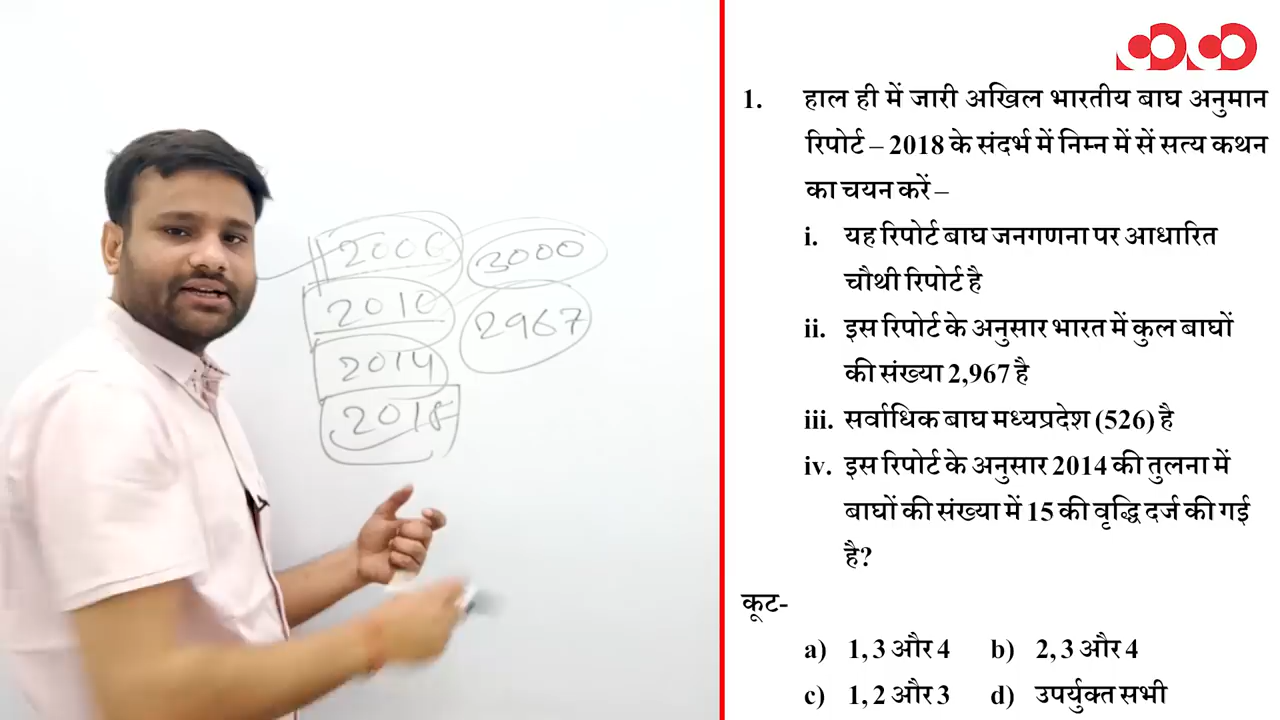 2006
3000
2010
2967
2014
2018
1. हाल ही में जारी अखिल भारतीय बाघ अनुमान
रिपोर्ट – 2018 के संदर्भ में निम्न में सें सत्य कथन
का चयन करें –
i. यह रिपोर्ट बाघ जनगणना पर आधारित
चौथी रिपोर्ट है
ii. इस रिपोर्ट के अनुसार भारत में कुल बाघों
की संख्या 2,967 है
iii. सर्वाधिक बाघ मध्यप्रदेश (526) है
iv. इस रिपोर्ट के अनुसार 2014 की तुलना में
बाघों की संख्या में 15 की वृद्धि दर्ज की गई
है?
कूट-
a) 1, 3 और 4 b) 2, 3 और 4
c) 1, 2 और 3 d) उपर्युक्त सभी